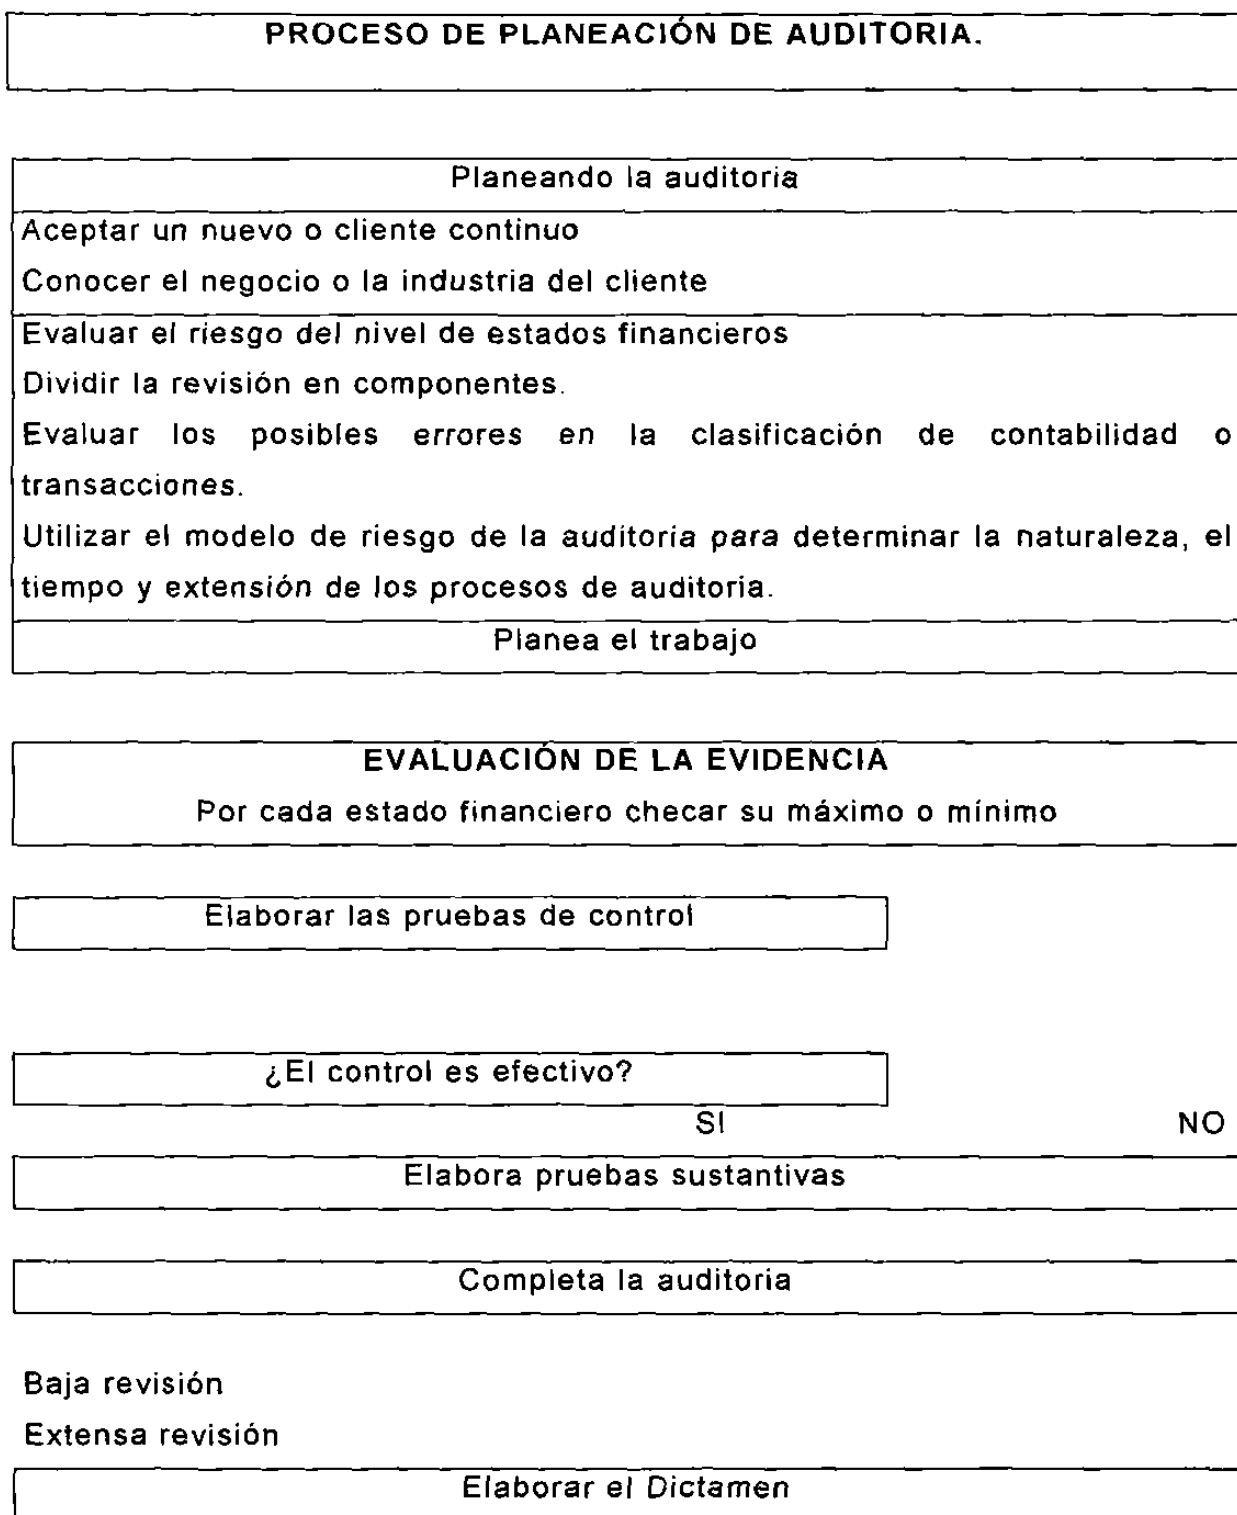 PROCESO DE PLANEACIÓN DE AUDITORIA.
Planeando la auditoria
Aceptar un nuevo o cliente continuo
Conocer el negocio o la industria del cliente
Evaluar el riesgo del nivel de estados financieros
Dividir la revisión en componentes.
Evaluar los posibles errores en la clasificación de contabilidad o
transacciones.
Utilizar el modelo de riesgo de la auditoria para determinar la naturaleza, el
tiempo y extensión de los procesos de auditoria.
Planea el trabajo
EVALUACIÓN DE LA EVIDENCIA
Por cada estado financiero checar su máximo o mínimo
Elaborar las pruebas de control
¿El control es efectivo?
SI NO
Elabora pruebas sustantivas
Completa la auditoria
Baja revisión
Extensa revisión
Elaborar el Dictamen